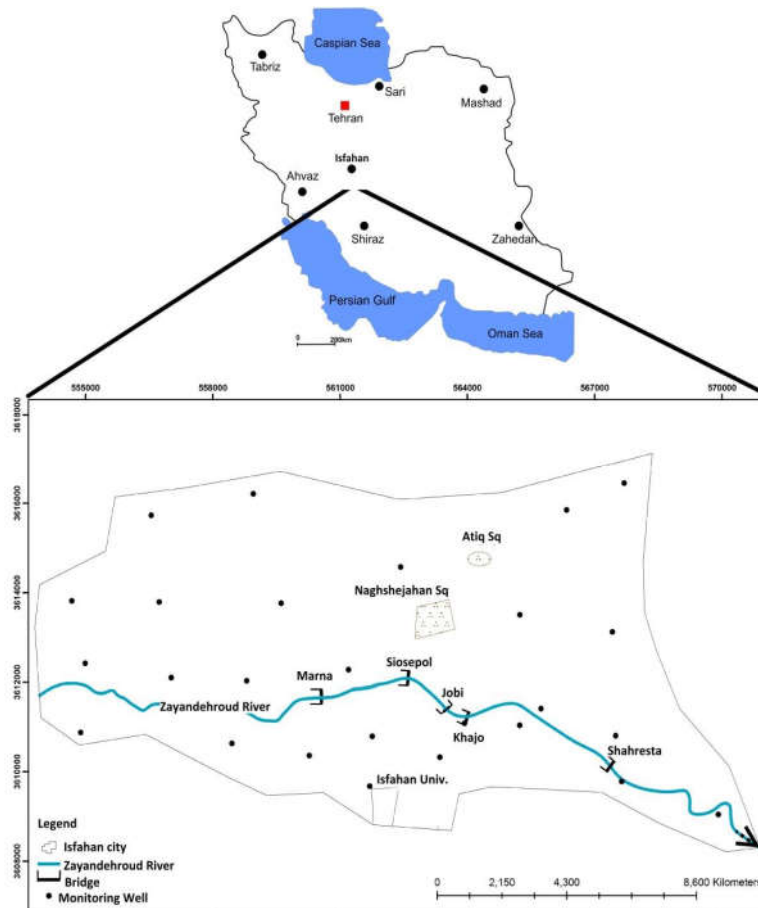 Caspian Sea
Tabriz
Sari
Mashad
Tehran
Isfahan
Ahvaz
Shiraz
Zahedan
Persian Gulf
Oman Sea
0 200km
555000 558000 561000 564000 567000 570000
3618000
3616000
3614000
3612000
3610000
3608000
Atiq Sq
Naghshejahan Sq
Siosepol
Marna
Jobi
Zayandehroud River
Khajo
Shahresta
Isfahan Univ.
Legend
Isfahan city
Zayandehroud River
Bridge
Monitoring Well
0 2,150 4,300 8,600 Kilometers